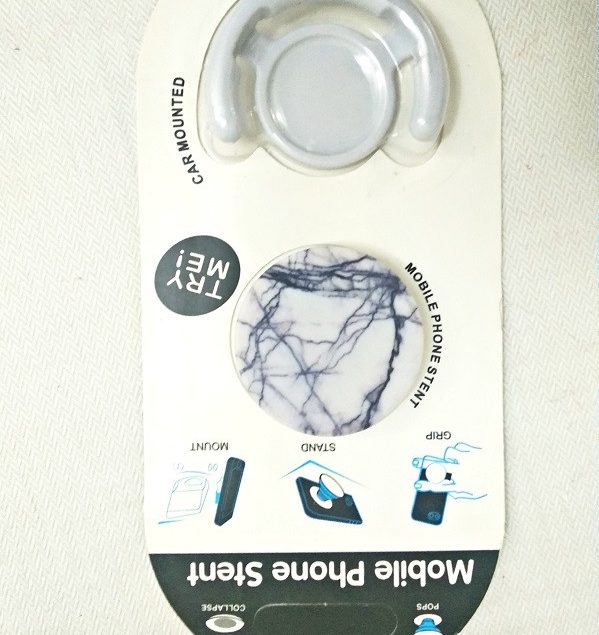 POPS
COLLAPSE
Mobile Phone Stent
GRIP
STAND
MOUNT
MOBILE PHONE STENT
TRY
ME!
CAR MOUNTED